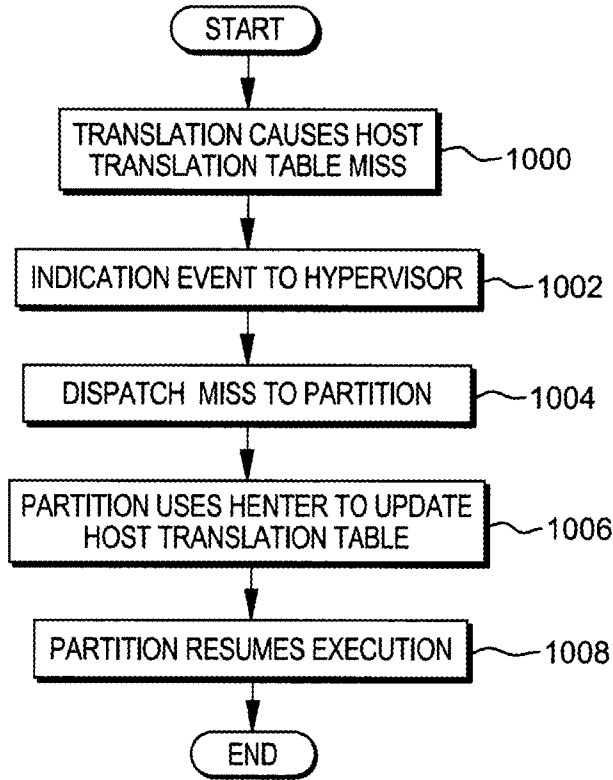 START
TRANSLATION CAUSES HOST
TRANSLATION TABLE MISS
1000
INDICATION EVENT TO HYPERVISOR
1002
DISPATCH MISS TO PARTITION
1004
PARTITION USES HENTER TO UPDATE
HOST TRANSLATION TABLE
1006
PARTITION RESUMES EXECUTION
1008
END